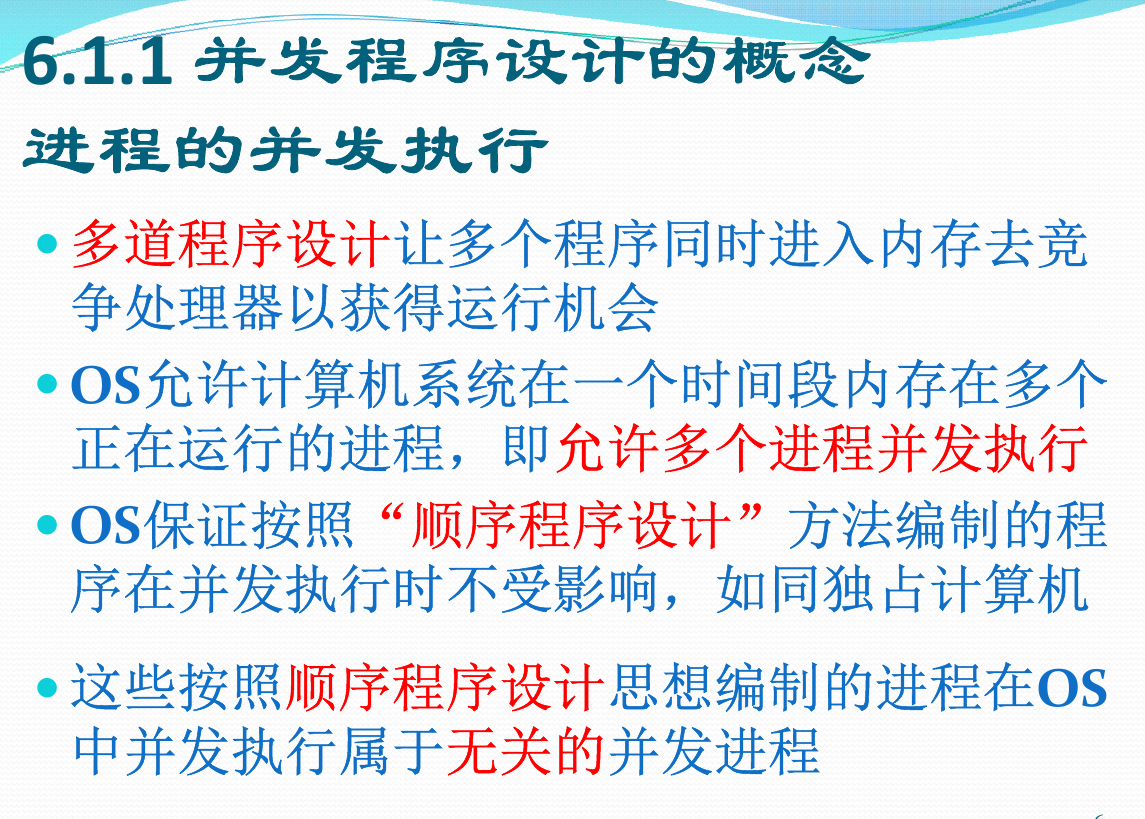 6.1.1 并发程序设计的概念
进程的并发执行
• 多道程序设计让多个程序同时进入内存去竞
争处理器以获得运行机会
• OS允许计算机系统在一个时间段内存在多个
正在运行的进程，即允许多个进程并发执行
• OS保证按照“顺序程序设计”方法编制的程
序在并发执行时不受影响，如同独占计算机
• 这些按照顺序程序设计思想编制的进程在OS
中并发执行属于无关的并发进程